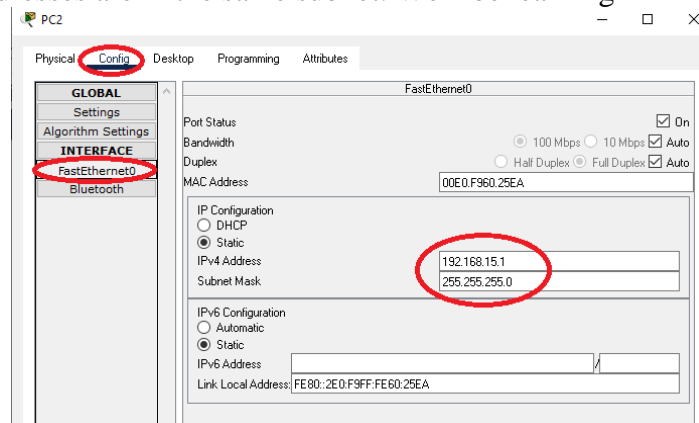 PC2
Physical Config Desktop Programming Attributes
GLOBAL
Settings
Algorithm Settings
INTERFACE
FastEthernet0
Bluetooth
FastEthernet0
Port Status On
Bandwidth 100 Mbps 10 Mbps Auto
Duplex Half Duplex Full Duplex Auto
MAC Address 00E0.F960.25EA
IP Configuration
DHCP
Static
IPv4 Address 192.168.15.1
Subnet Mask 255.255.255.0
IPv6 Configuration
Automatic
Static
IPv6 Address /
Link Local Address: FE80::2E0:F9FF:FE60:25EA